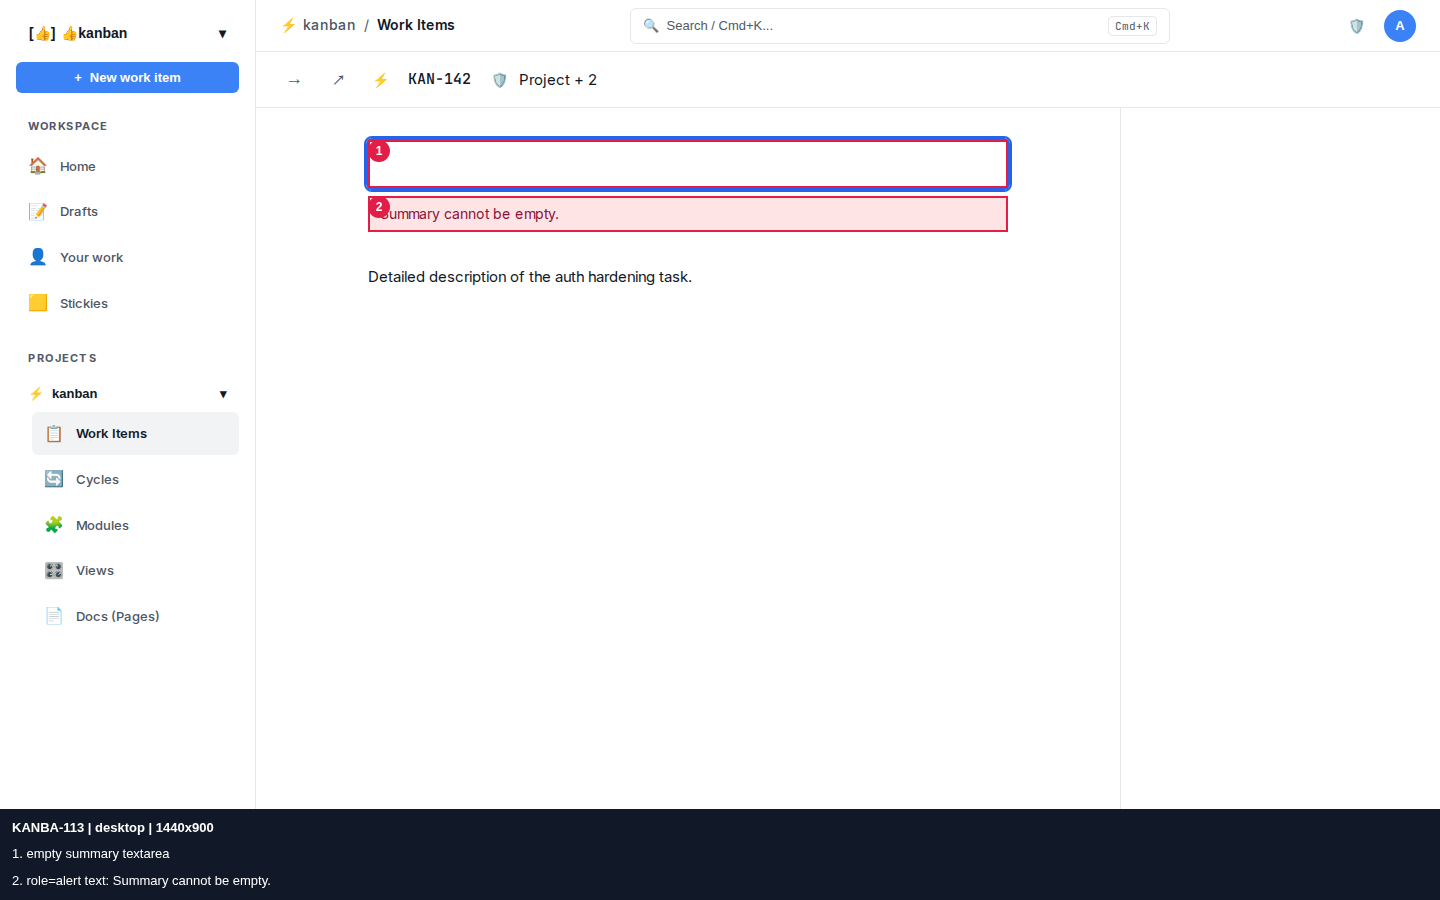 [👍] 👍kanban ▼
+ New work item
WORKSPACE
🏠 Home
📝 Drafts
👤 Your work
🟨 Stickies
PROJECTS
⚡ kanban ▼
📋 Work Items
🔄 Cycles
🧩 Modules
🎛️ Views
📄 Docs (Pages)
⚡ kanban / Work Items
🔍 Search / Cmd+K... Cmd+K
🛡️ A
→ ↗ ⚡ KAN-142 🛡️ Project + 2
1
2
Summary cannot be empty.
Detailed description of the auth hardening task.
KANBA-113 | desktop | 1440x900
1. empty summary textarea
2. role=alert text: Summary cannot be empty.